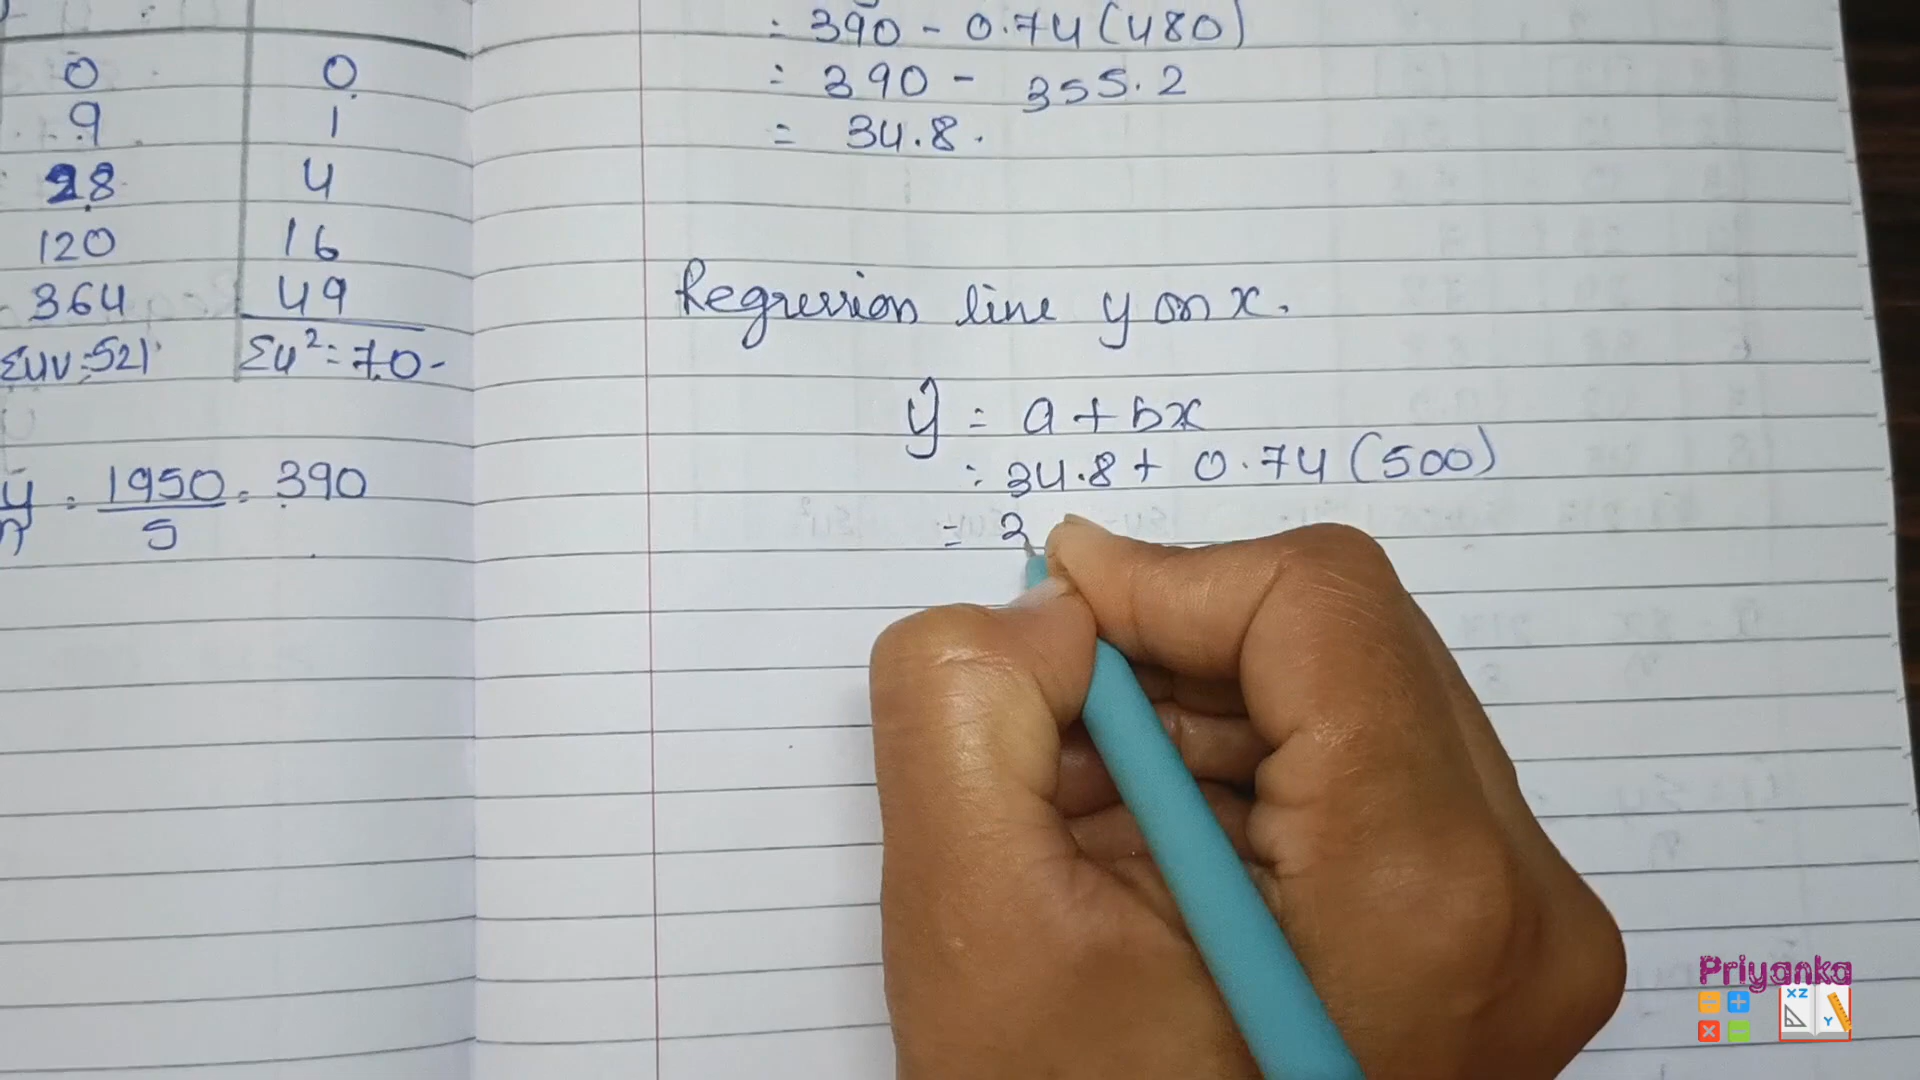 0 0
9 1
28 4
120 16
364 49
Σuv=521 Σu²=70
y/n = 1950/5 = 390
= 390 - 0.74(480)
= 390 - 355.2
= 34.8.
Regression line y on x.
ŷ = a + bx
= 34.8 + 0.74(500)
= 3
Priyanka
XZ
Y